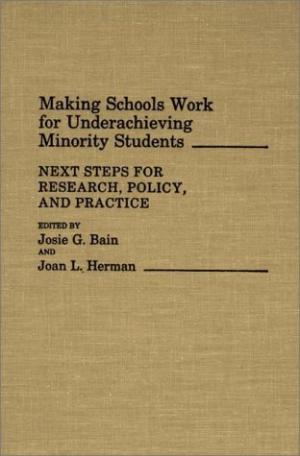 Making Schools Work
for Underachieving
Minority Students
NEXT STEPS FOR
RESEARCH, POLICY,
AND PRACTICE
EDITED BY
Josie G. Bain
AND
Joan L. Herman